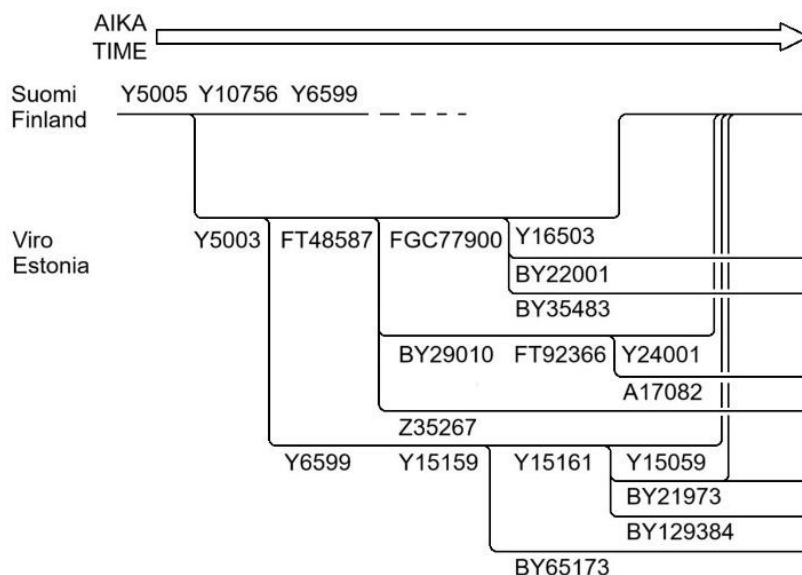 AIKA
TIME
Suomi
Finland
Y5005 Y10756 Y6599
Viro
Estonia
Y5003 FT48587 FGC77900 Y16503
BY22001
BY35483
BY29010 FT92366 Y24001
A17082
Z35267
Y6599 Y15159 Y15161 Y15059
BY21973
BY129384
BY65173